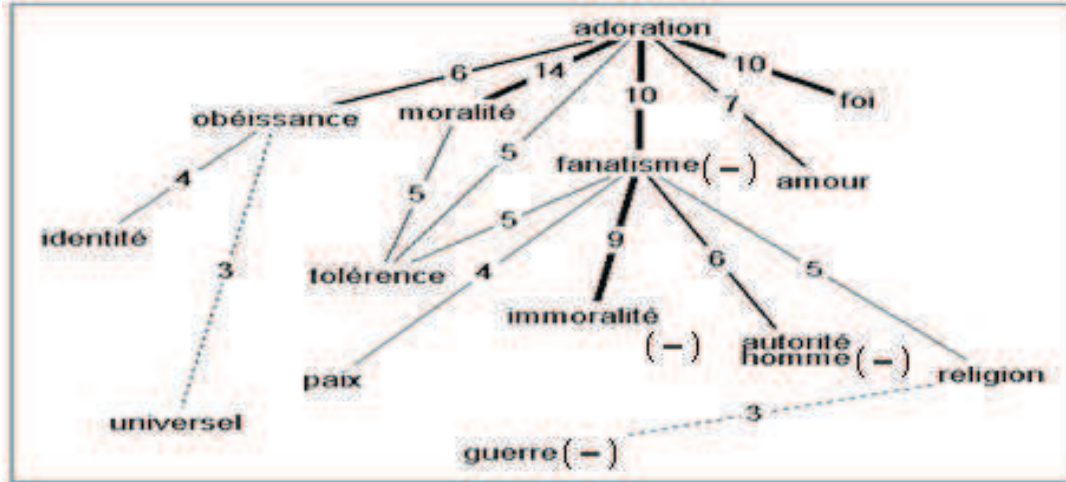 adoration
6
14
10
10
7
foi
moralité
obéissance
5
fanatisme (-)
amour
4
5
5
identité
3
9
6
5
tolérence
4
immoralité
(-)
autorité
homme (-)
paix
religion
universel
3
guerre (-)